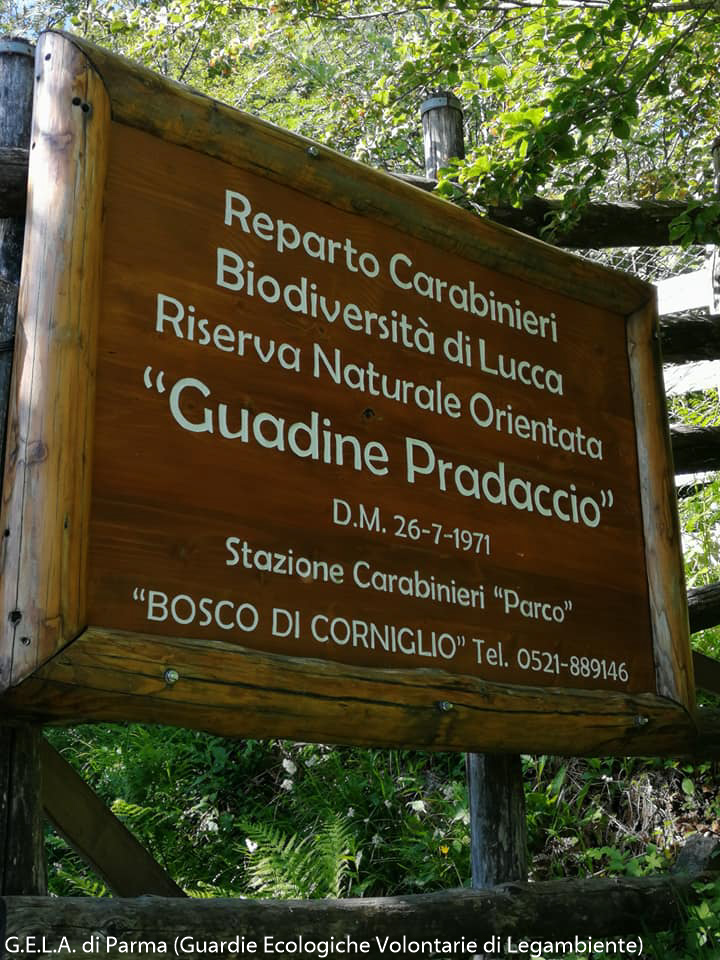 Reparto Carabinieri
Biodiversità di Lucca
Riserva Naturale Orientata
“Guadine Pradaccio”
D.M. 26-7-1971
Stazione Carabinieri “Parco”
“BOSCO DI CORNIGLIO” Tel. 0521-889146
G.E.L.A. di Parma (Guardie Ecologiche Volontarie di Legambiente)